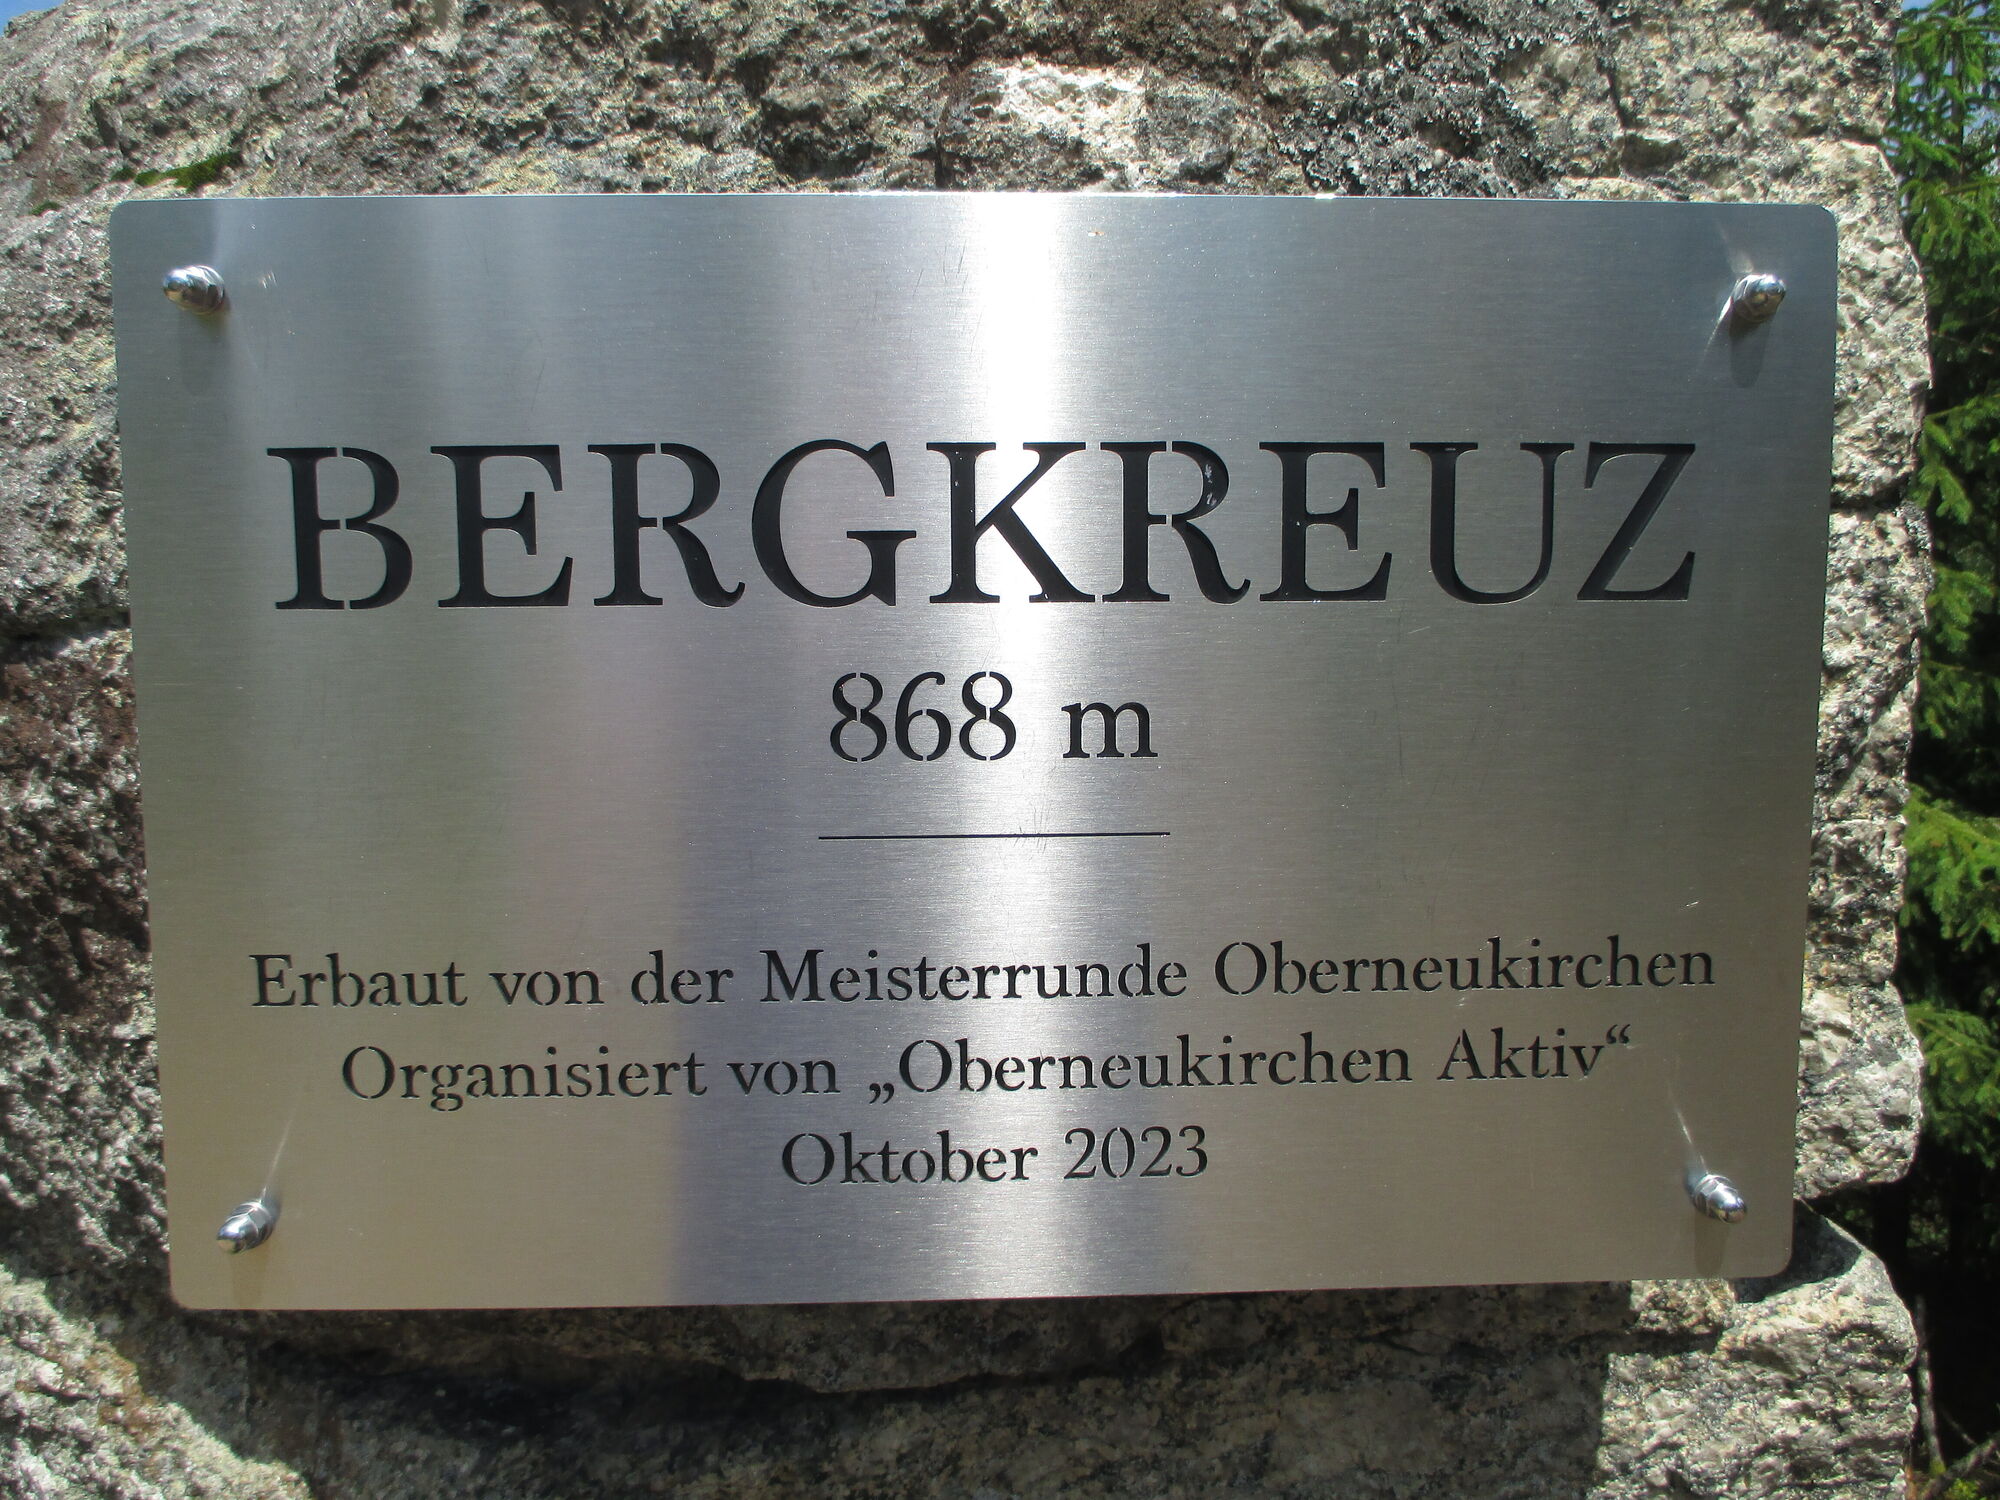 BERGKREUZ
868 m
Erbaut von der Meisterrunde Oberneukirchen
Organisiert von „Oberneukirchen Aktiv“
Oktober 2023